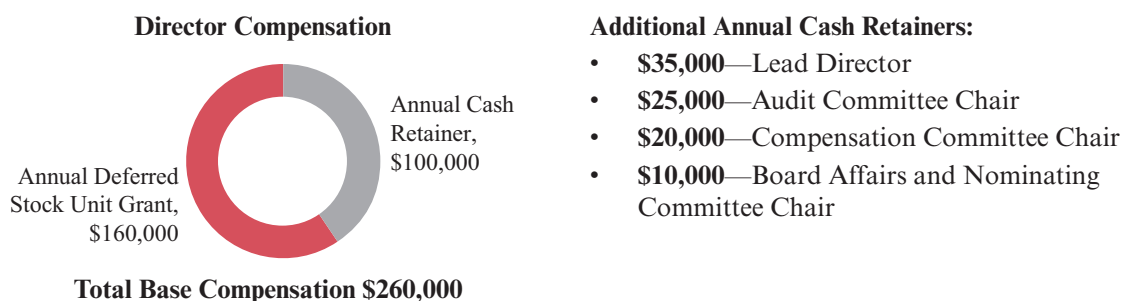 Director Compensation
Annual Cash
Retainer,
$100,000
Annual Deferred
Stock Unit Grant,
$160,000
Total Base Compensation $260,000
Additional Annual Cash Retainers:
• $35,000—Lead Director
• $25,000—Audit Committee Chair
• $20,000—Compensation Committee Chair
• $10,000—Board Affairs and Nominating
Committee Chair